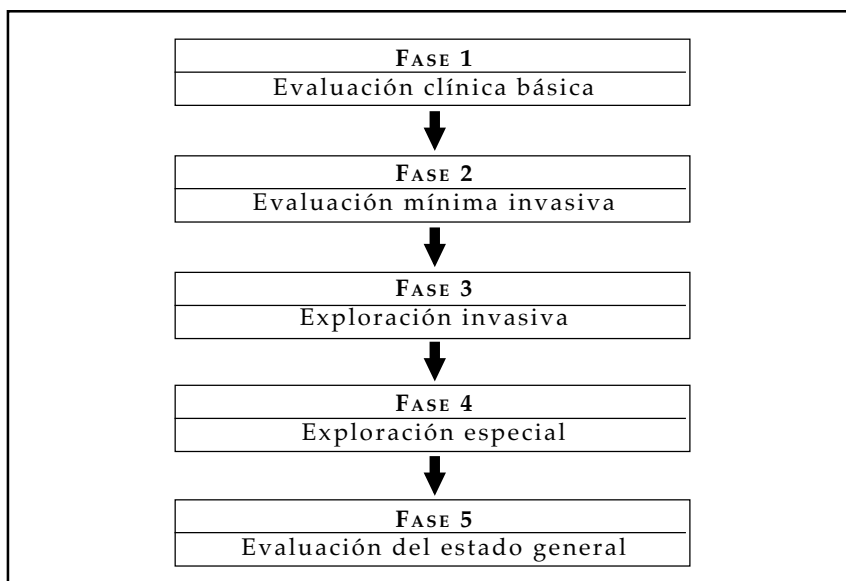 FASE 1
Evaluación clínica básica
FASE 2
Evaluación mínima invasiva
FASE 3
Exploración invasiva
FASE 4
Exploración especial
FASE 5
Evaluación del estado general